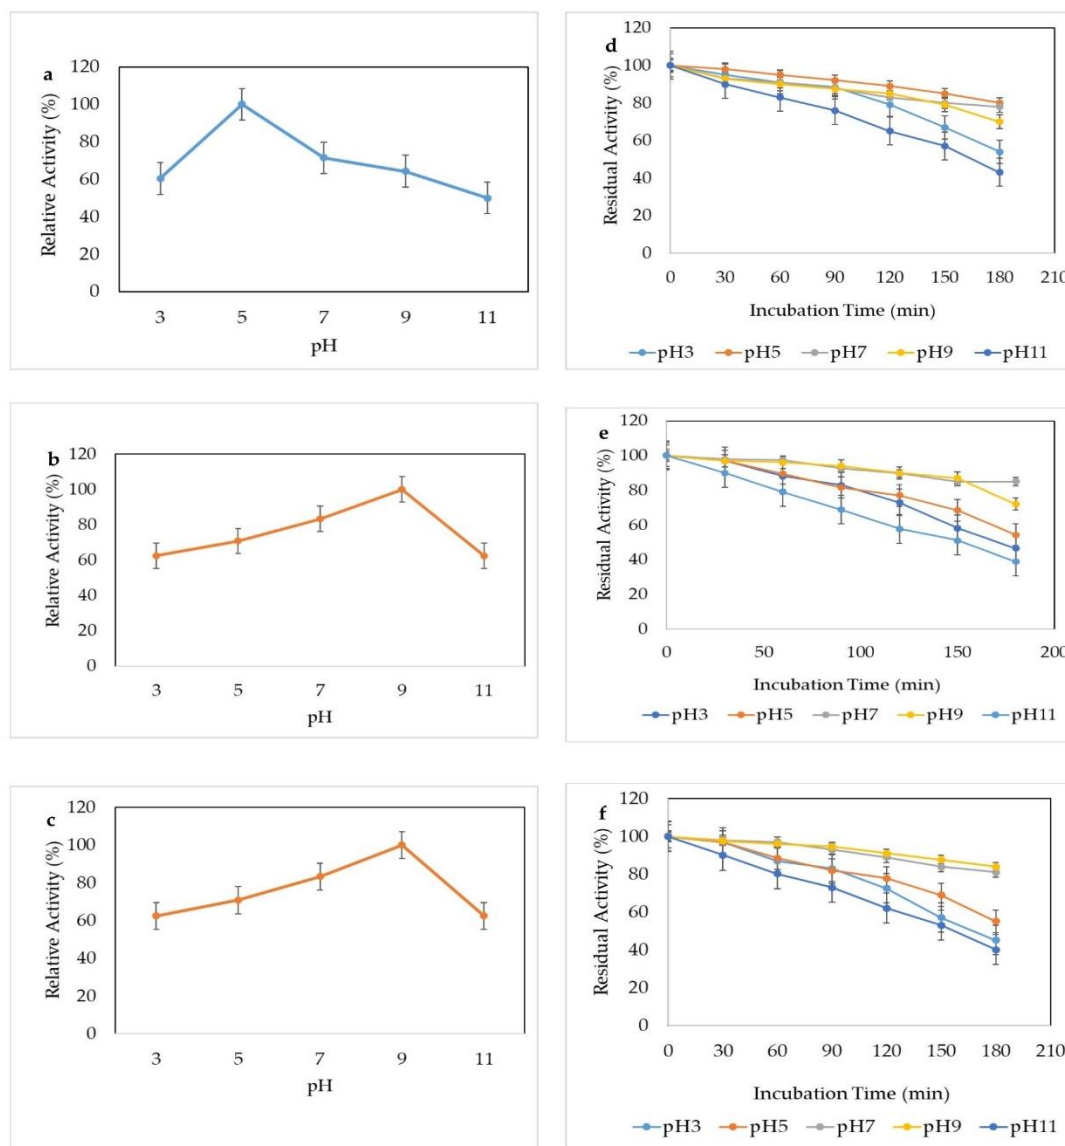 a
120
100
80
60
40
20
0
Relative Activity (%)
3 5 7 9 11
pH
d
120
100
80
60
40
20
0
Residual Activity (%)
0 30 60 90 120 150 180 210
Incubation Time (min)
pH3 pH5 pH7 pH9 pH11
b
120
100
80
60
40
20
0
Relative Activity (%)
3 5 7 9 11
pH
e
120
100
80
60
40
20
0
Residual Activity (%)
0 50 100 150 200
Incubation Time (min)
pH3 pH5 pH7 pH9 pH11
c
120
100
80
60
40
20
0
Relative Activity (%)
3 5 7 9 11
pH
f
120
100
80
60
40
20
0
Residual Activity (%)
0 30 60 90 120 150 180 210
Incubation Time (min)
pH3 pH5 pH7 pH9 pH11